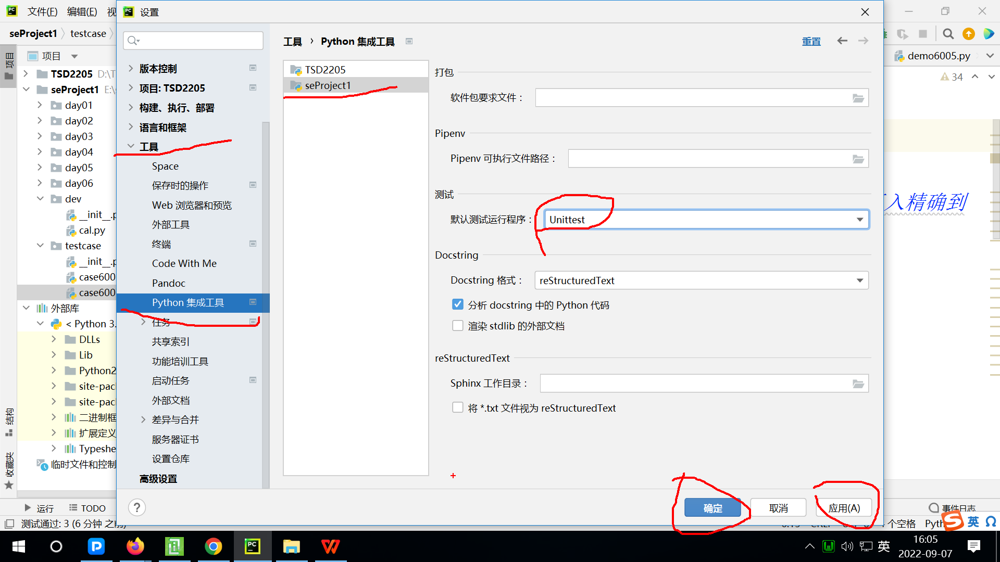 文件(F) 编辑(E) 视
设置
seProject1 testcase
工具 › Python 集成工具
重置
demo6005.py
项目
项目
TSD2205 D:\T
seProject1 E:\
day01
day02
day03
day04
day05
day06
dev
__init__.p
cal.py
testcase
__init__.p
case600
case600
外部库
< Python 3.
DLLs
Lib
Python2
site-pac
site-pac
二进制框
扩展定义
Typeshe
临时文件和控制
结构
收藏夹
版本控制
项目: TSD2205
构建、执行、部署
语言和框架
工具
Space
保存时的操作
Web 浏览器和预览
外部工具
终端
Code With Me
Pandoc
Python 集成工具
任务
共享索引
功能培训工具
启动任务
外部文档
差异与合并
服务器证书
设置仓库
高级设置
TSD2205
seProject1
打包
软件包要求文件：
Pipenv
Pipenv 可执行文件路径：
测试
默认测试运行程序： Unittest
Docstring
Docstring 格式： reStructuredText
分析 docstring 中的 Python 代码
渲染 stdlib 的外部文档
reStructuredText
Sphinx 工作目录：
将 *.txt 文件视为 reStructuredText
34
入精确到
? 确定 取消 应用(A)
运行 TODO 事件日志
测试通过: 3 (6 分钟 之前)
个空格 Pyth
英
英
16:05
2022-09-07